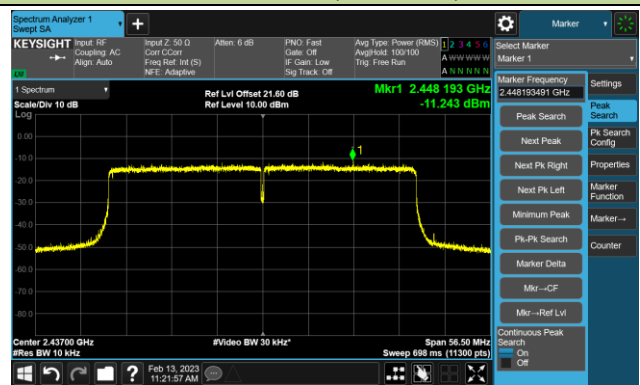 Spectrum Analyzer 1
Swept SA
+
Marker
KEYSIGHT
Input: RF
Coupling: AC
Align: Auto
Input Z: 50 Ω
Corr CCorr
Freq Ref: Int (S)
NFE: Adaptive
Atten: 6 dB
PNO: Fast
Gate: Off
IF Gain: Low
Sig Track: Off
Avg Type: Power (RMS)
Avg|Hold: 100/100
Trig: Free Run
1 2 3 4 5 6
A W W W W W
A N N N N N
Select Marker
Marker 1
1 Spectrum
Scale/Div 10 dB
Log
Ref Lvl Offset 21.60 dB
Ref Level 10.00 dBm
Mkr1 2.448 193 GHz
-11.243 dBm
1
0.00
-10.0
-20.0
-30.0
-40.0
-50.0
-60.0
-70.0
-80.0
Center 2.43700 GHz
#Res BW 10 kHz
#Video BW 30 kHz*
Span 56.50 MHz
Sweep 698 ms (11300 pts)
Marker Frequency
2.448193491 GHz
Peak Search
Next Peak
Next Pk Right
Next Pk Left
Minimum Peak
Pk-Pk Search
Marker Delta
Mkr→CF
Mkr→Ref Lvl
Continuous Peak
Search
On
Off
Settings
Peak
Search
Pk Search
Config
Properties
Marker
Function
Marker→
Counter
?
Feb 13, 2023
11:21:57 AM